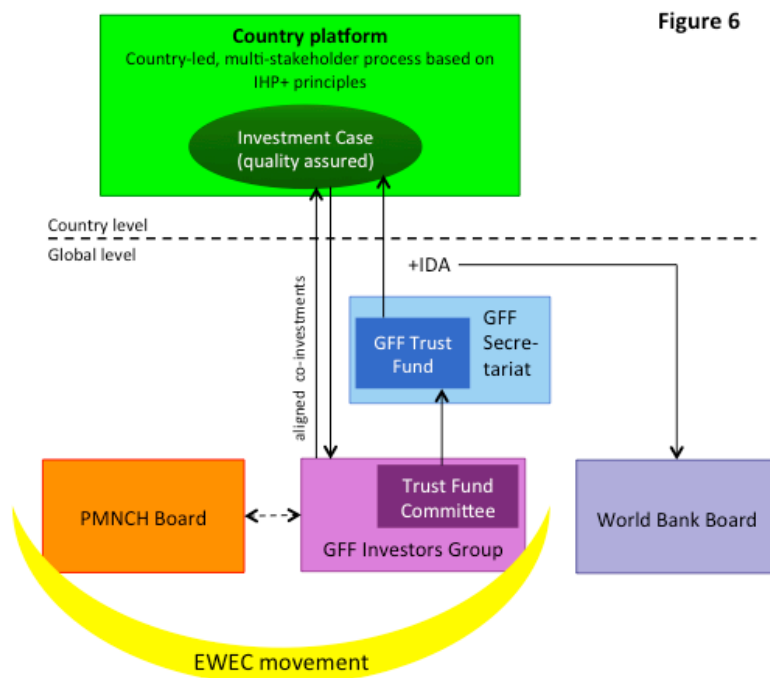 Figure 6
Country platform
Country-led, multi-stakeholder process based on
IHP+ principles
Investment Case
(quality assured)
Country level
Global level
+IDA
aligned co-investments
GFF Trust
Fund
GFF
Secre-
tariat
PMNCH Board
Trust Fund
Committee
GFF Investors Group
World Bank Board
EWEC movement